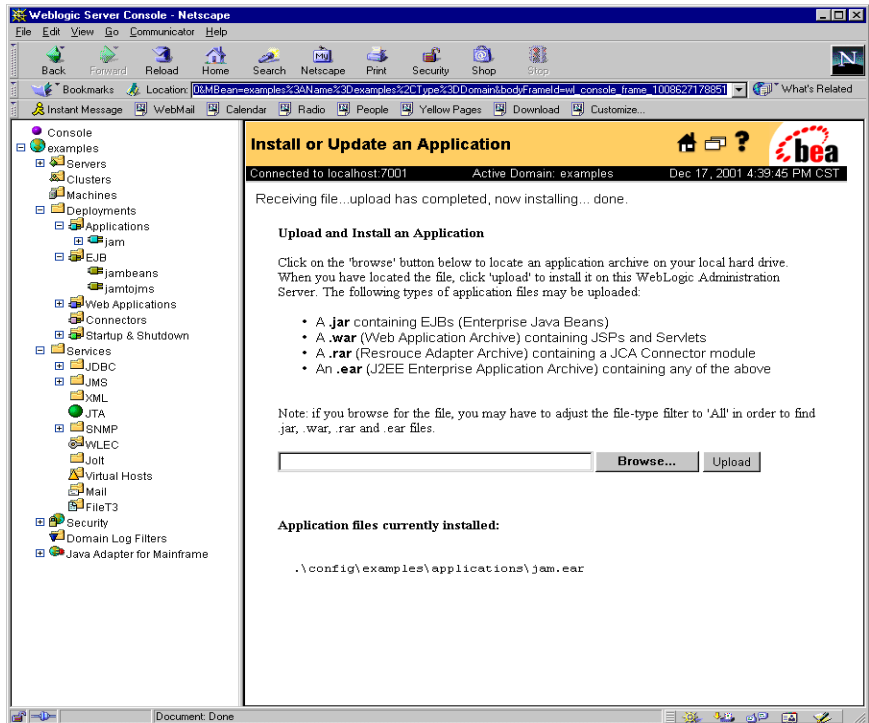 Weblogic Server Console - Netscape
File Edit View Go Communicator Help
Back Forward Reload Home Search Netscape Print Security Shop Stop
Bookmarks Location: 0&MBean=examples%3AName%3Dexamples%2CType%3DDomain&bodyFrameId=wl_console_frame_1008627178851 What's Related
Instant Message WebMail Calendar Radio People Yellow Pages Download Customize...
Console
examples
Servers
Clusters
Machines
Deployments
Applications
jam
EJB
jambeans
jamtojms
Web Applications
Connectors
Startup & Shutdown
Services
JDBC
JMS
XML
JTA
SNMP
WLEC
Jolt
Virtual Hosts
Mail
FileT3
Security
Domain Log Filters
Java Adapter for Mainframe
Install or Update an Application
?
bea
Connected to localhost:7001 Active Domain: examples Dec 17, 2001 4:39:45 PM CST
Receiving file...upload has completed, now installing... done.
Upload and Install an Application
Click on the 'browse' button below to locate an application archive on your local hard drive.
When you have located the file, click 'upload' to install it on this WebLogic Administration
Server. The following types of application files may be uploaded:
• A .jar containing EJBs (Enterprise Java Beans)
• A .war (Web Application Archive) containing JSPs and Servlets
• A .rar (Resrouce Adapter Archive) containing a JCA Connector module
• An .ear (J2EE Enterprise Application Archive) containing any of the above
Note: if you browse for the file, you may have to adjust the file-type filter to 'All' in order to find
.jar, .war, .rar and .ear files.
Browse... Upload
Application files currently installed:
.\config\examples\applications\jam.ear
Document: Done